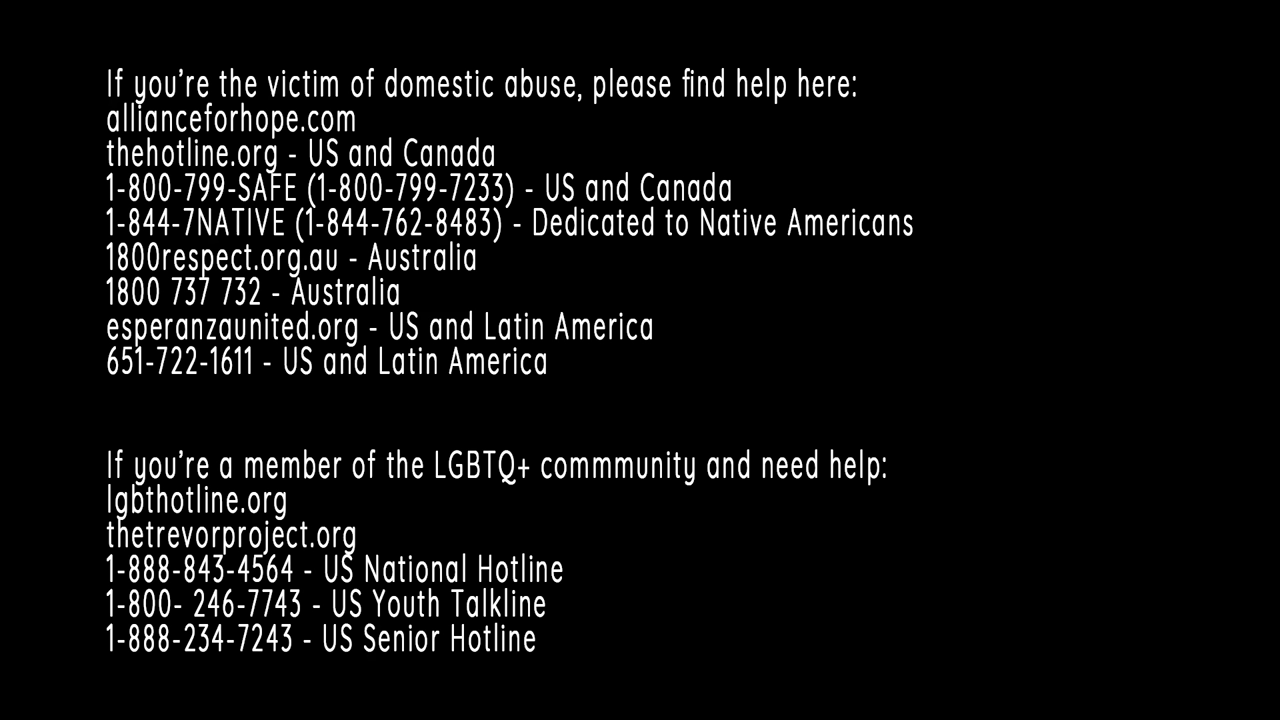 If you're the victim of domestic abuse, please find help here:
allianceforhope.com
thehotline.org - US and Canada
1-800-799-SAFE (1-800-799-7233) - US and Canada
1-844-7NATIVE (1-844-762-8483) - Dedicated to Native Americans
1800respect.org.au - Australia
1800 737 732 - Australia
esperanzaunited.org - US and Latin America
651-722-1611 - US and Latin America
If you're a member of the LGBTQ+ commmunity and need help:
lgbthotline.org
thetrevorproject.org
1-888-843-4564 - US National Hotline
1-800- 246-7743 - US Youth Talkline
1-888-234-7243 - US Senior Hotline